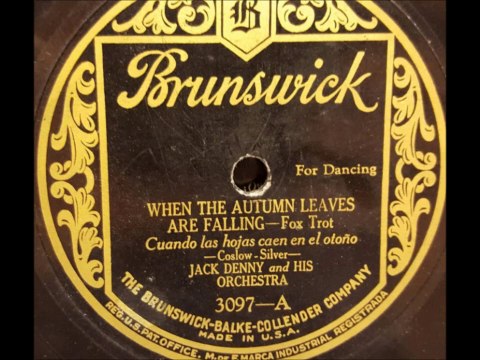 B
Brunswick
For Dancing
WHEN THE AUTUMN LEAVES
ARE FALLING—Fox Trot
Cuando las hojas caen en el otoño
—Coslow-Silver—
JACK DENNY and HIS
ORCHESTRA
3097—A
THE BRUNSWICK-BALKE-COLLENDER COMPANY
MADE IN U.S.A.
REG. U.S. PAT. OFFICE. M. DE F. MARCA INDUSTRIAL REGISTRADA